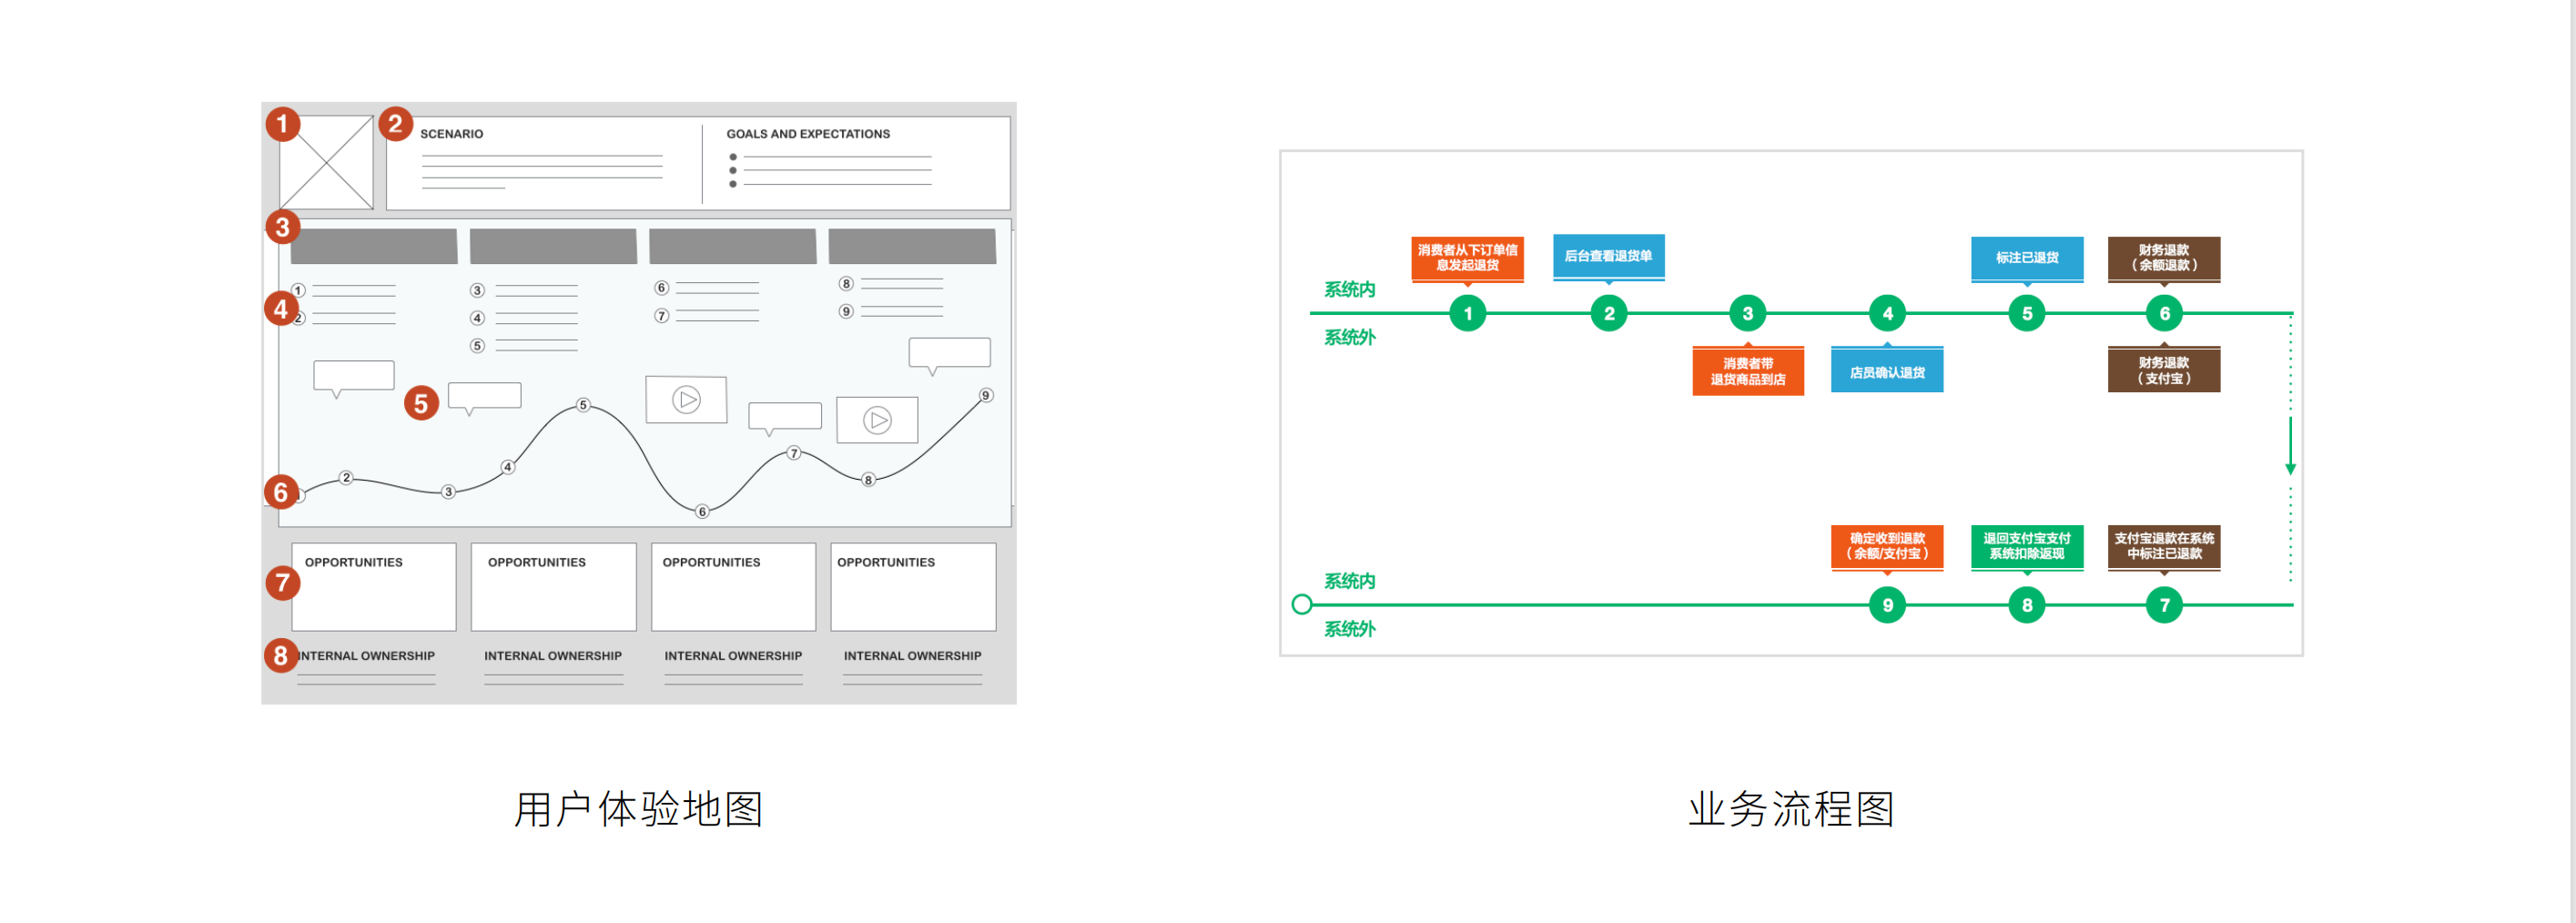 1
2
SCENARIO
GOALS AND EXPECTATIONS
3
4
1
2
3
4
5
6
7
8
9
5
6
2
3
4
5
6
7
8
9
7
OPPORTUNITIES
OPPORTUNITIES
OPPORTUNITIES
OPPORTUNITIES
8
INTERNAL OWNERSHIP
INTERNAL OWNERSHIP
INTERNAL OWNERSHIP
INTERNAL OWNERSHIP
用户体验地图
消费者从下订单信
息发起退货
后台查看退货单
标注已退货
财务退款
（余额退款）
系统内
1
2
3
4
5
6
系统外
消费者带
退货商品到店
店员确认退货
财务退款
（支付宝）
确定收到退款
（余额/支付宝）
退回支付宝支付
系统扣除返现
支付宝退款在系统
中标注已退款
系统内
9
8
7
系统外
业务流程图